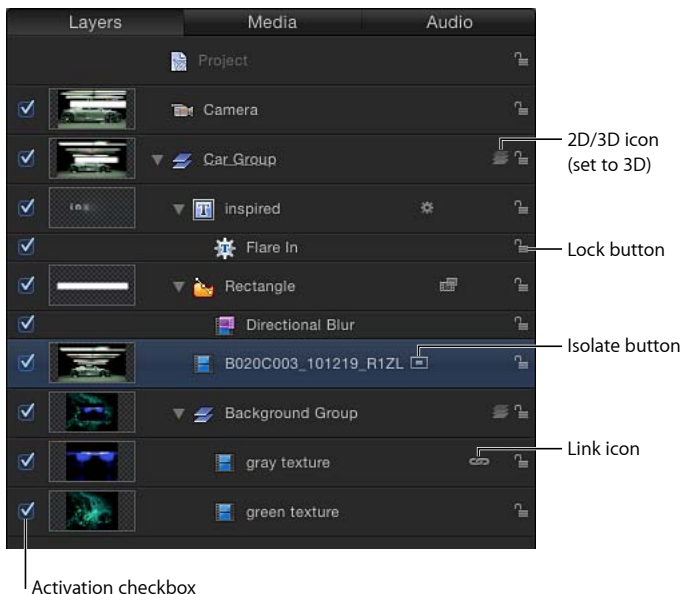 Layers Media Audio
Project
Camera
2D/3D icon
(set to 3D)
Car Group
inspired
Flare In
Lock button
Rectangle
Directional Blur
Isolate button
B020C003_101219_R1ZL
Background Group
Link icon
gray texture
green texture
Activation checkbox